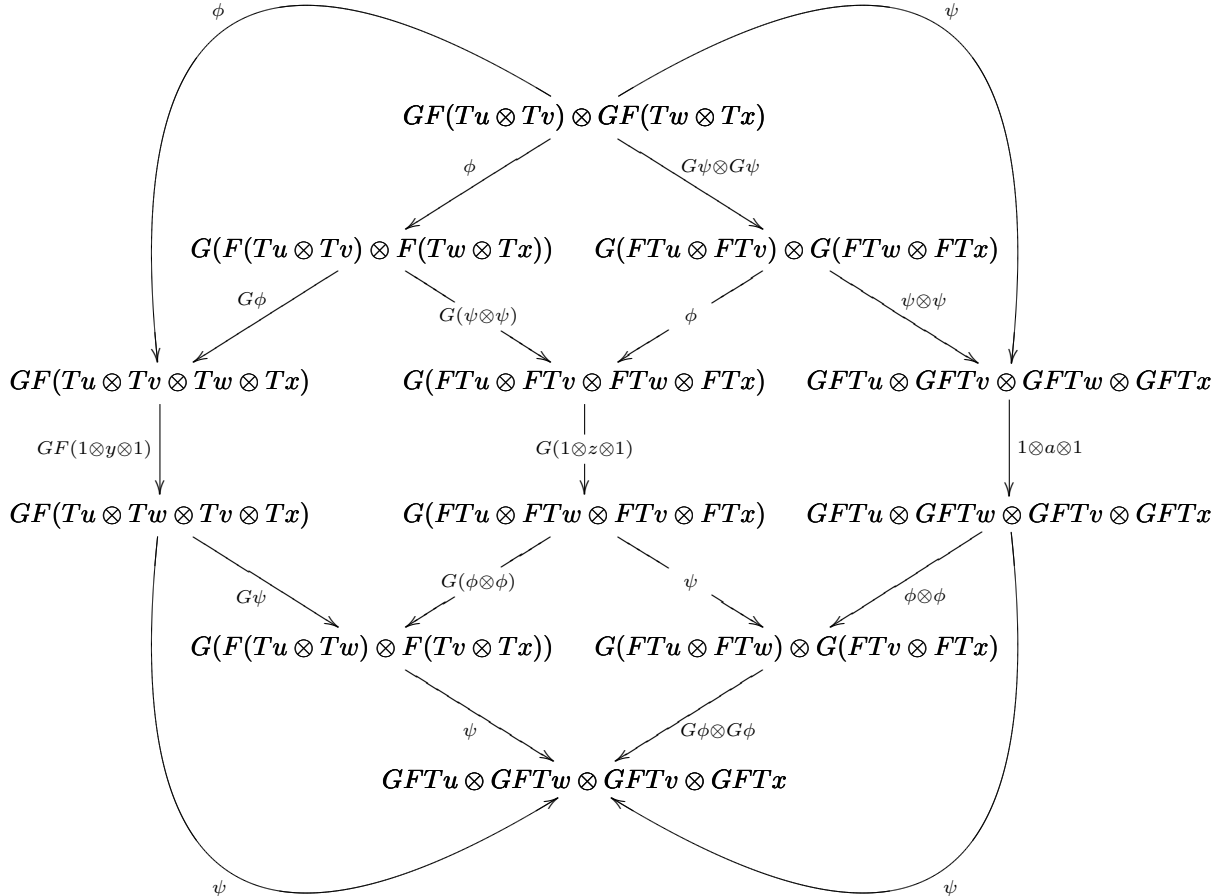 ϕ ψ
GF(Tu ⊗ Tv) ⊗ GF(Tw ⊗ Tx)
ϕ Gψ⊗Gψ
G(F(Tu ⊗ Tv) ⊗ F(Tw ⊗ Tx)) G(FTu ⊗ FTv) ⊗ G(FTw ⊗ FTx)
Gϕ G(ψ⊗ψ) ϕ ψ⊗ψ
GF(Tu ⊗ Tv ⊗ Tw ⊗ Tx) G(FTu ⊗ FTv ⊗ FTw ⊗ FTx) GFTu ⊗ GFTv ⊗ GFTw ⊗ GFTx
GF(1⊗y⊗1) G(1⊗z⊗1) 1⊗a⊗1
GF(Tu ⊗ Tw ⊗ Tv ⊗ Tx) G(FTu ⊗ FTw ⊗ FTv ⊗ FTx) GFTu ⊗ GFTw ⊗ GFTv ⊗ GFTx
Gψ G(ϕ⊗ϕ) ψ ϕ⊗ϕ
G(F(Tu ⊗ Tw) ⊗ F(Tv ⊗ Tx)) G(FTu ⊗ FTw) ⊗ G(FTv ⊗ FTx)
ψ Gϕ⊗Gϕ
GFTu ⊗ GFTw ⊗ GFTv ⊗ GFTx
ψ ψ